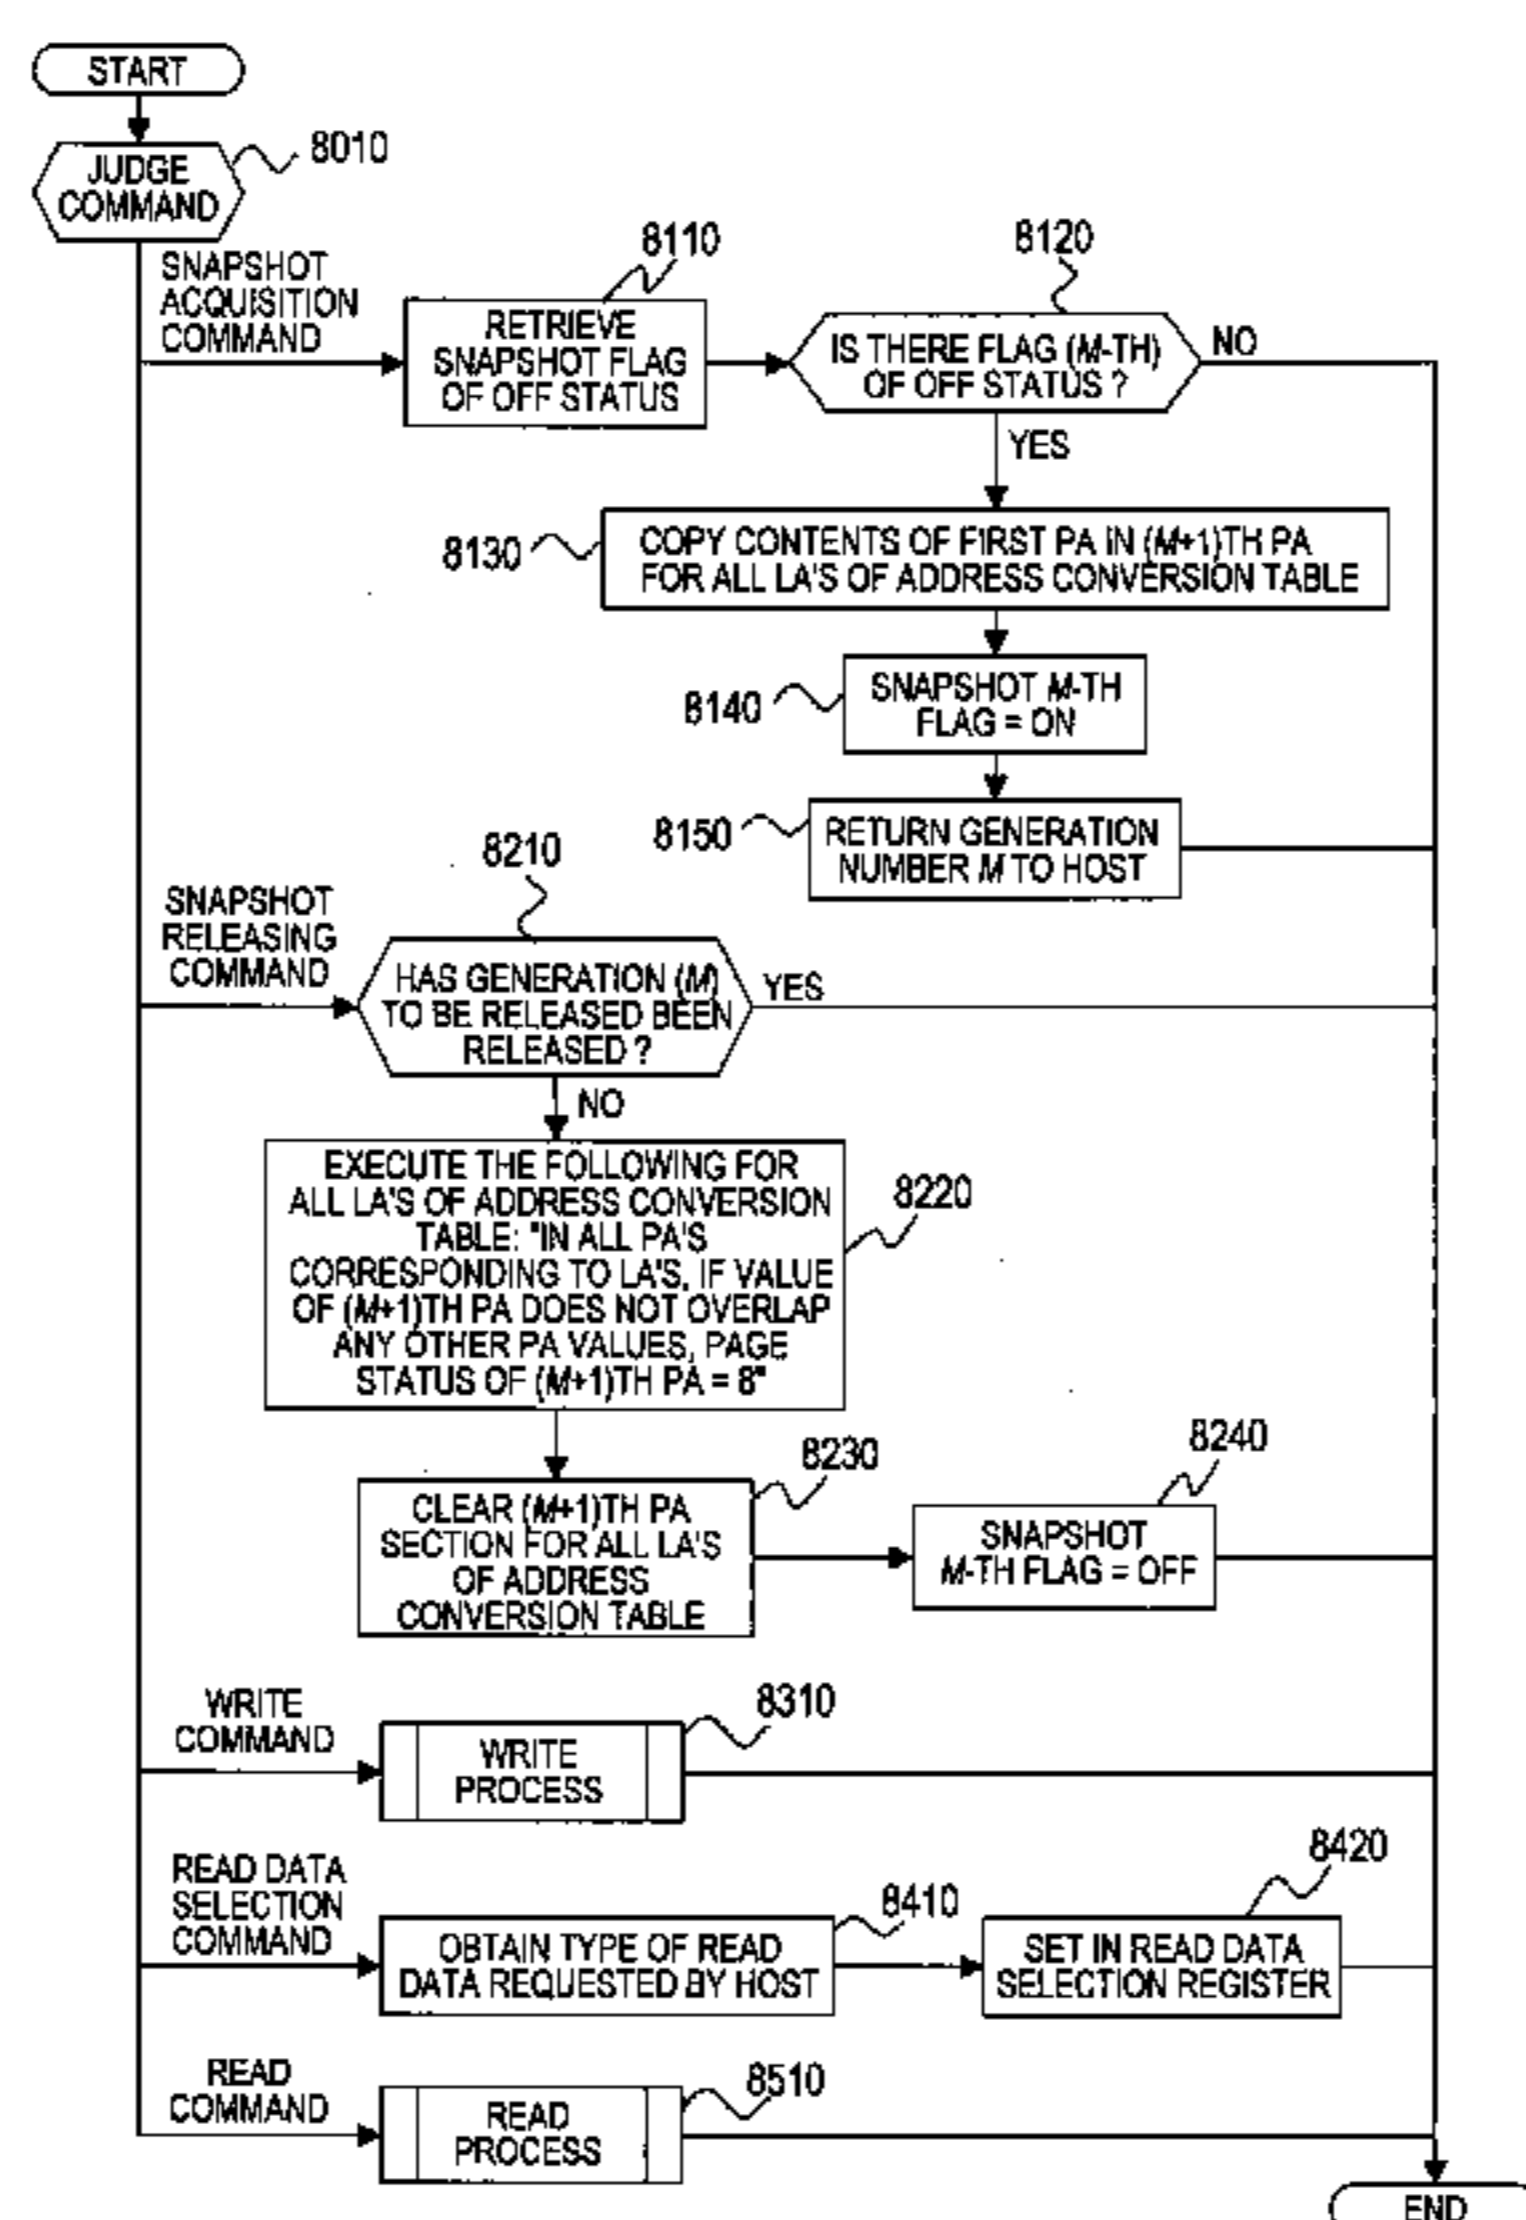 START
JUDGE
COMMAND
8010
SNAPSHOT
ACQUISITION
COMMAND
8110
RETRIEVE
SNAPSHOT FLAG
OF OFF STATUS
8120
IS THERE FLAG (M-TH)
OF OFF STATUS ?
NO
YES
8130
COPY CONTENTS OF FIRST PA IN (M+1)TH PA
FOR ALL LA'S OF ADDRESS CONVERSION TABLE
8140
SNAPSHOT M-TH
FLAG = ON
8150
RETURN GENERATION
NUMBER M TO HOST
SNAPSHOT
RELEASING
COMMAND
8210
HAS GENERATION (M)
TO BE RELEASED BEEN
RELEASED ?
YES
NO
EXECUTE THE FOLLOWING FOR
ALL LA'S OF ADDRESS CONVERSION
TABLE: "IN ALL PA'S
CORRESPONDING TO LA'S, IF VALUE
OF (M+1)TH PA DOES NOT OVERLAP
ANY OTHER PA VALUES, PAGE
STATUS OF (M+1)TH PA = 8"
8220
CLEAR (M+1)TH PA
SECTION FOR ALL LA'S
OF ADDRESS
CONVERSION TABLE
8230
8240
SNAPSHOT
M-TH FLAG = OFF
WRITE
COMMAND
8310
WRITE
PROCESS
READ DATA
SELECTION
COMMAND
8410
OBTAIN TYPE OF READ
DATA REQUESTED BY HOST
8420
SET IN READ DATA
SELECTION REGISTER
READ
COMMAND
8510
READ
PROCESS
END